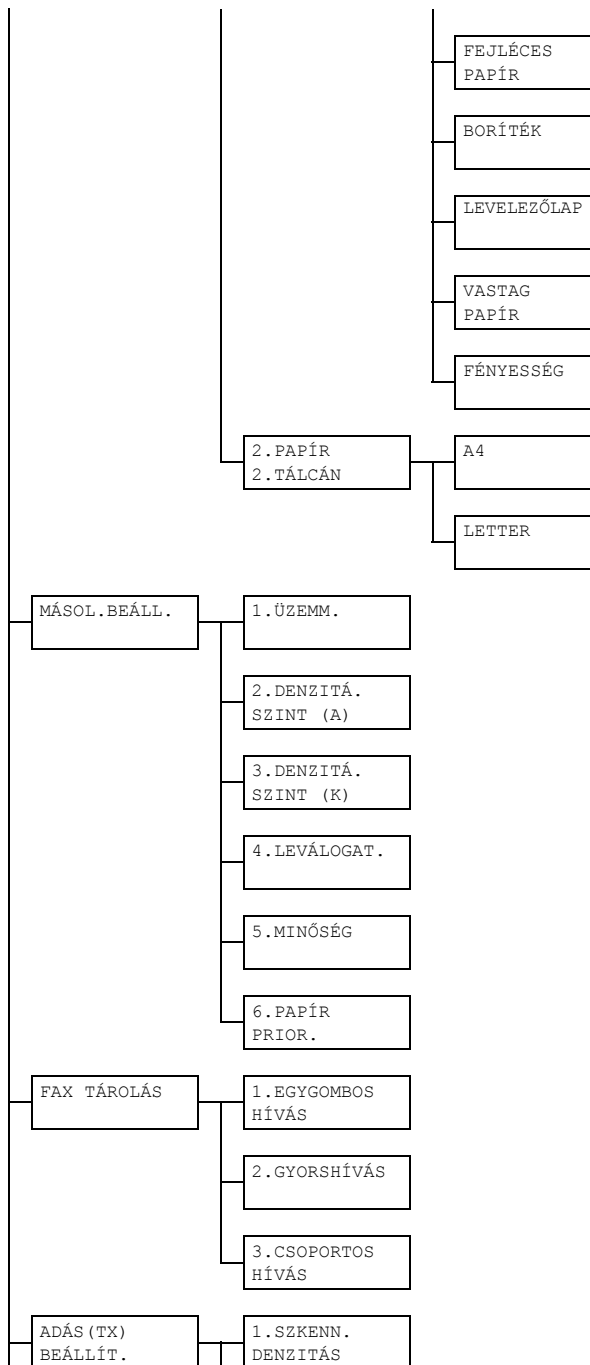 FEJLÉCES
PAPÍR
BORÍTÉK
LEVELEZŐLAP
VASTAG
PAPÍR
FÉNYESSÉG
2.PAPÍR
2.TÁLCÁN
A4
LETTER
MÁSOL.BEÁLL.
1.ÜZEMM.
2.DENZITÁ.
SZINT (A)
3.DENZITÁ.
SZINT (K)
4.LEVÁLOGAT.
5.MINŐSÉG
6.PAPÍR
PRIOR.
FAX TÁROLÁS
1.EGYGOMBOS
HÍVÁS
2.GYORSHÍVÁS
3.CSOPORTOS
HÍVÁS
ADÁS(TX)
BEÁLLÍT.
1.SZKENN.
DENZITÁS